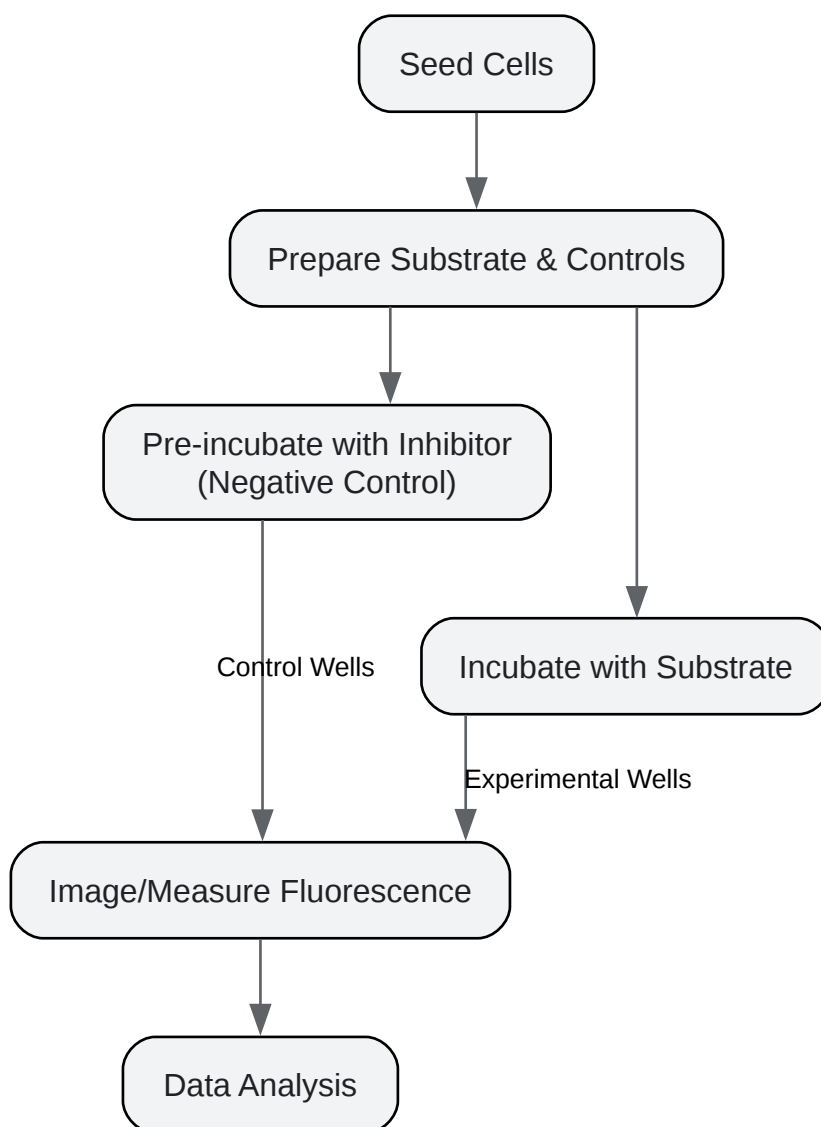 Seed Cells
Prepare Substrate & Controls
Pre-incubate with Inhibitor
(Negative Control)
Control Wells
Incubate with Substrate
Experimental Wells
Image/Measure Fluorescence
Data Analysis